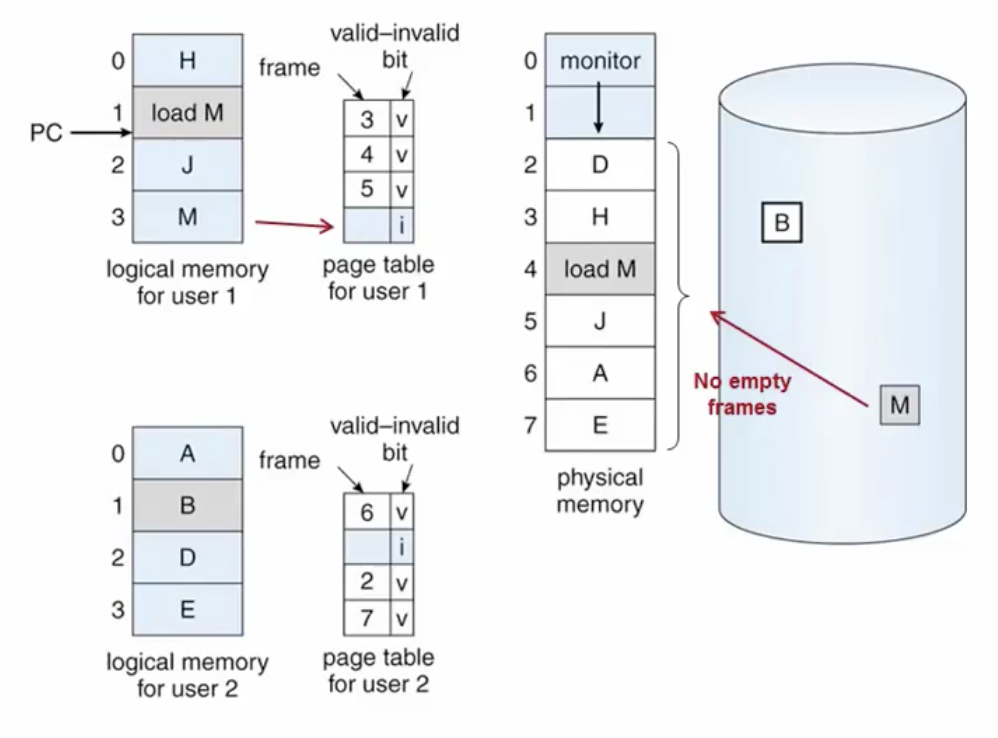 valid–invalid
bit
frame
0 H
1 load M
PC
2 J
3 M
3 v
4 v
5 v
i
logical memory
for user 1
page table
for user 1
0 monitor
1
2 D
3 H
4 load M
5 J
6 A
7 E
physical
memory
B
No empty
frames
M
valid–invalid
bit
frame
0 A
1 B
2 D
3 E
6 v
i
2 v
7 v
logical memory
for user 2
page table
for user 2